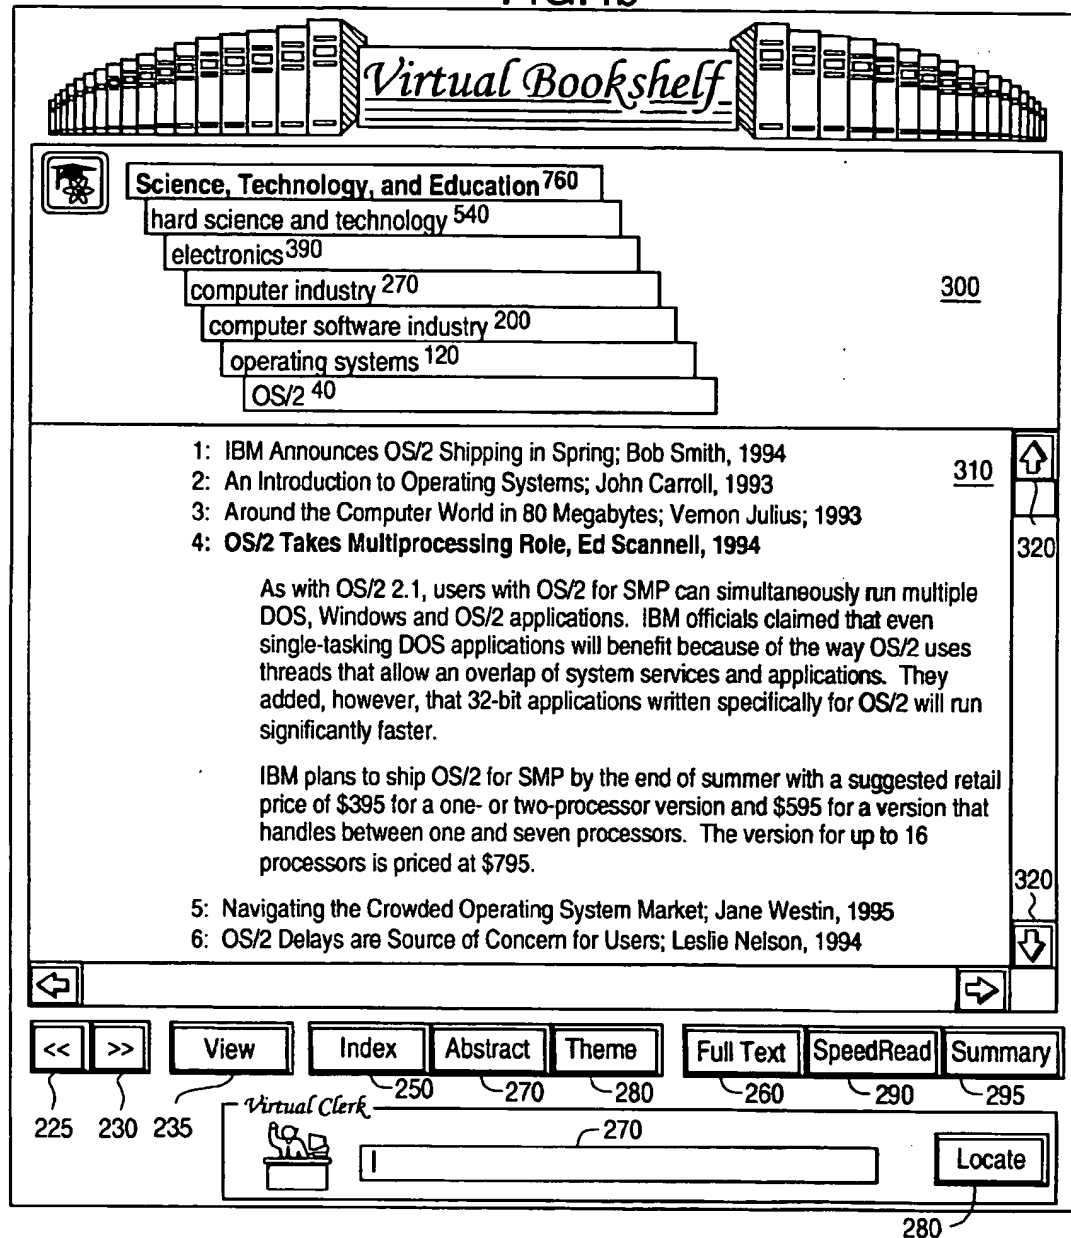 Virtual Bookshelf
Science, Technology, and Education 760
hard science and technology 540
electronics 390
computer industry 270
300
computer software industry 200
operating systems 120
OS/2 40
1: IBM Announces OS/2 Shipping in Spring; Bob Smith, 1994
310
2: An Introduction to Operating Systems; John Carroll, 1993
3: Around the Computer World in 80 Megabytes; Vernon Julius; 1993
4: OS/2 Takes Multiprocessing Role, Ed Scannell, 1994
320
As with OS/2 2.1, users with OS/2 for SMP can simultaneously run multiple
DOS, Windows and OS/2 applications. IBM officials claimed that even
single-tasking DOS applications will benefit because of the way OS/2 uses
threads that allow an overlap of system services and applications. They
added, however, that 32-bit applications written specifically for OS/2 will run
significantly faster.
IBM plans to ship OS/2 for SMP by the end of summer with a suggested retail
price of $395 for a one- or two-processor version and $595 for a version that
handles between one and seven processors. The version for up to 16
processors is priced at $795.
320
5: Navigating the Crowded Operating System Market; Jane Westin, 1995
6: OS/2 Delays are Source of Concern for Users; Leslie Nelson, 1994
<< >> View Index Abstract Theme Full Text SpeedRead Summary
250 270 280 260 290 295
225 230 235
Virtual Clerk
270
Locate
280